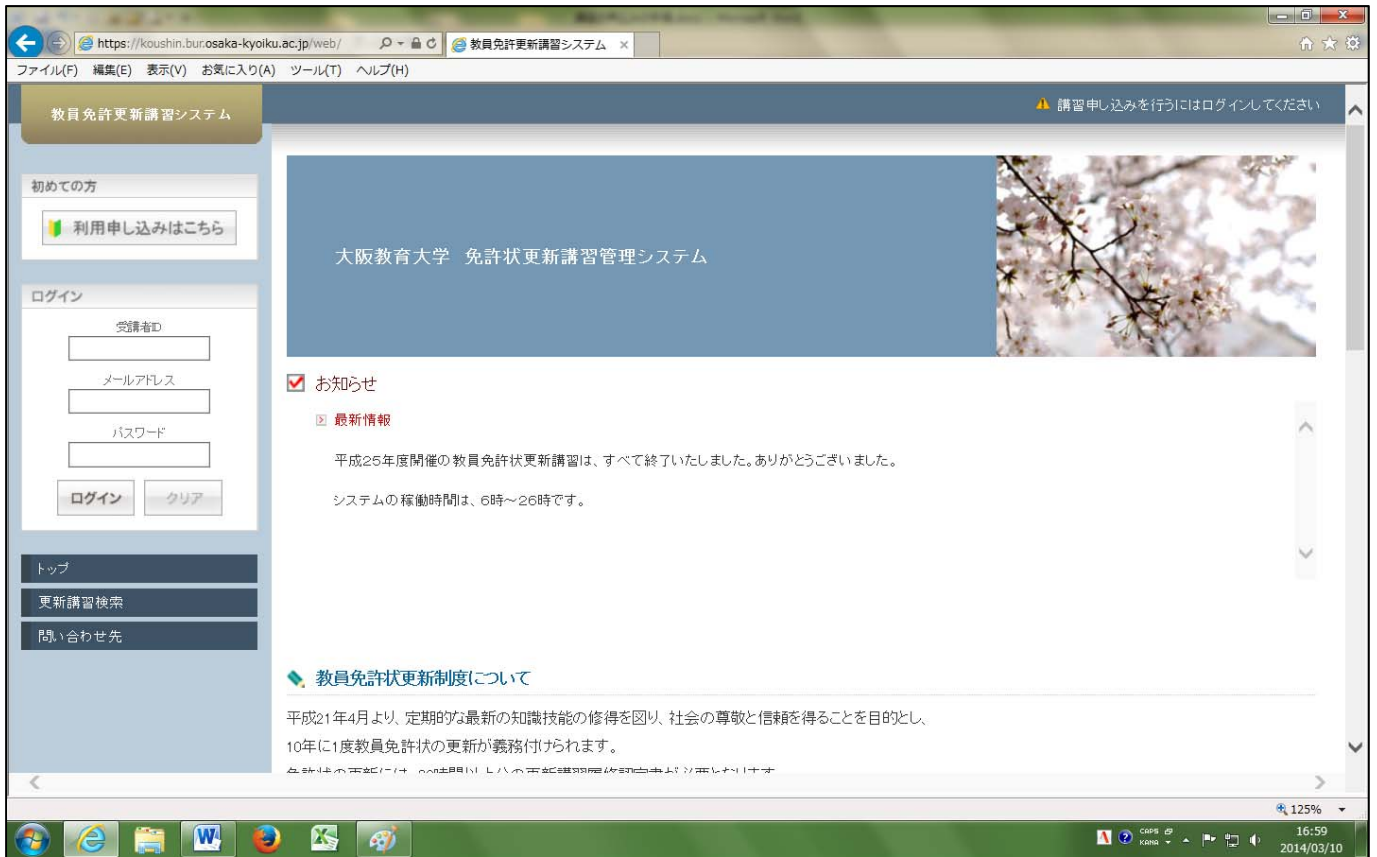 https://koushin.bur.osaka-kyoiku.ac.jp/web/
教員免許更新講習システム
ファイル(F) 編集(E) 表示(V) お気に入り(A) ツール(T) ヘルプ(H)
教員免許更新講習システム
講習申し込みを行うにはログインしてください
初めての方
利用申し込みはこちら
ログイン
受講者ID
メールアドレス
パスワード
ログイン クリア
トップ
更新講習検索
問い合わせ先
大阪教育大学 免許状更新講習管理システム
お知らせ
最新情報
平成25年度開催の教員免許状更新講習は、すべて終了いたしました。ありがとうございました。
システムの稼働時間は、6時～26時です。
教員免許状更新制度について
平成21年4月より、定期的な最新の知識技能の修得を図り、社会の尊敬と信頼を得ることを目的とし、
10年に1度教員免許状の更新が義務付けられます。
125%
CAPS
KANA
16:59
2014/03/10